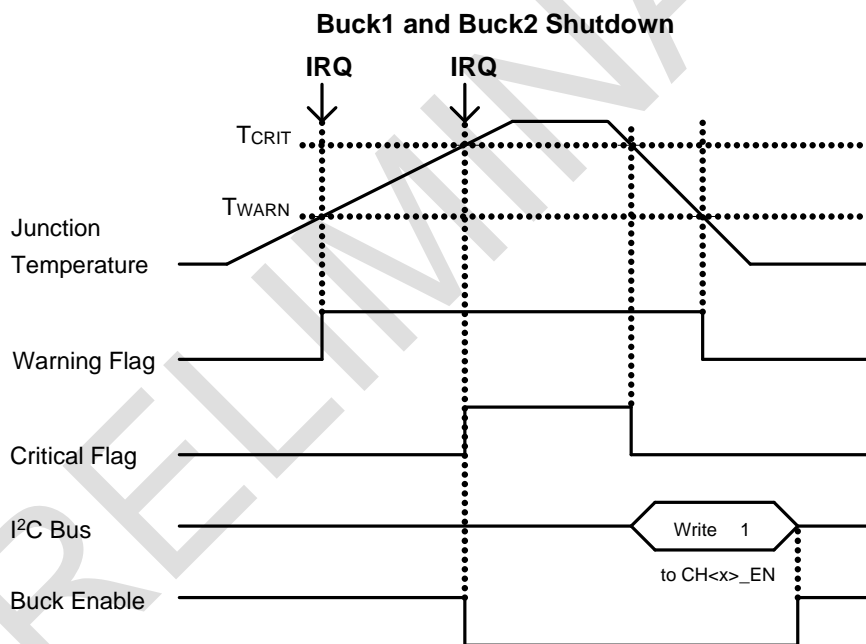 Buck1 and Buck2 Shutdown
IRQ IRQ
TCRIT
TWARN
Junction
Temperature
Warning Flag
Critical Flag
I²C Bus
Write 1
to CH<x>_EN
Buck Enable
RELIMINA